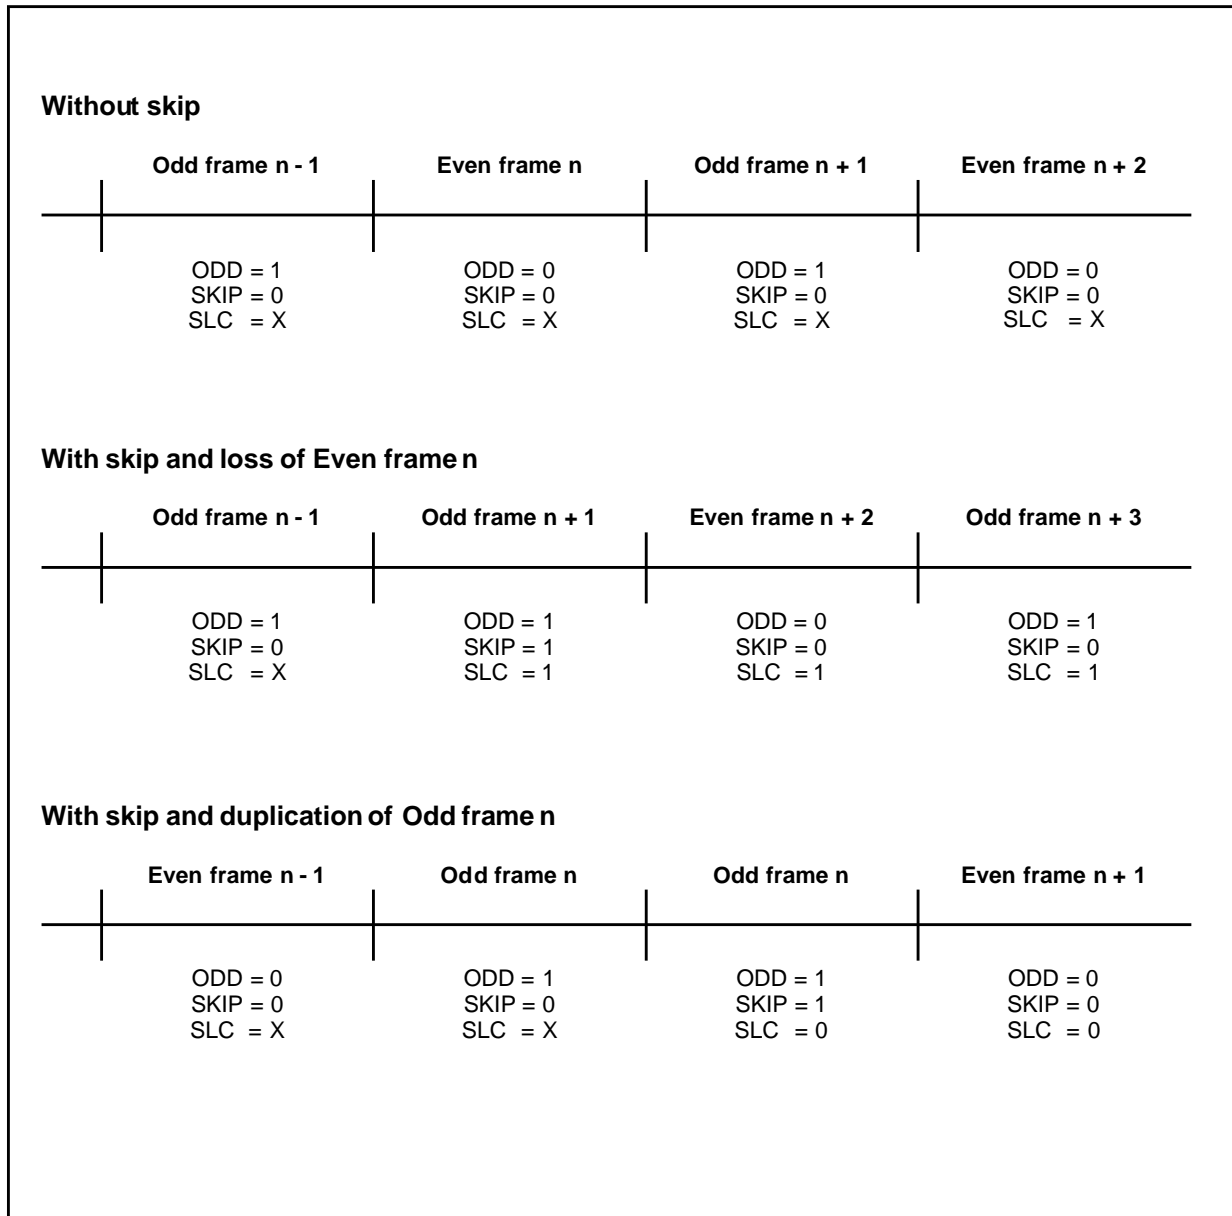 Without skip
Odd frame n - 1 Even frame n Odd frame n + 1 Even frame n + 2
ODD = 1 ODD = 0 ODD = 1 ODD = 0
SKIP = 0 SKIP = 0 SKIP = 0 SKIP = 0
SLC = X SLC = X SLC = X SLC = X
With skip and loss of Even frame n
Odd frame n - 1 Odd frame n + 1 Even frame n + 2 Odd frame n + 3
ODD = 1 ODD = 1 ODD = 0 ODD = 1
SKIP = 0 SKIP = 1 SKIP = 0 SKIP = 0
SLC = X SLC = 1 SLC = 1 SLC = 1
With skip and duplication of Odd frame n
Even frame n - 1 Odd frame n Odd frame n Even frame n + 1
ODD = 0 ODD = 1 ODD = 1 ODD = 0
SKIP = 0 SKIP = 0 SKIP = 1 SKIP = 0
SLC = X SLC = X SLC = 0 SLC = 0